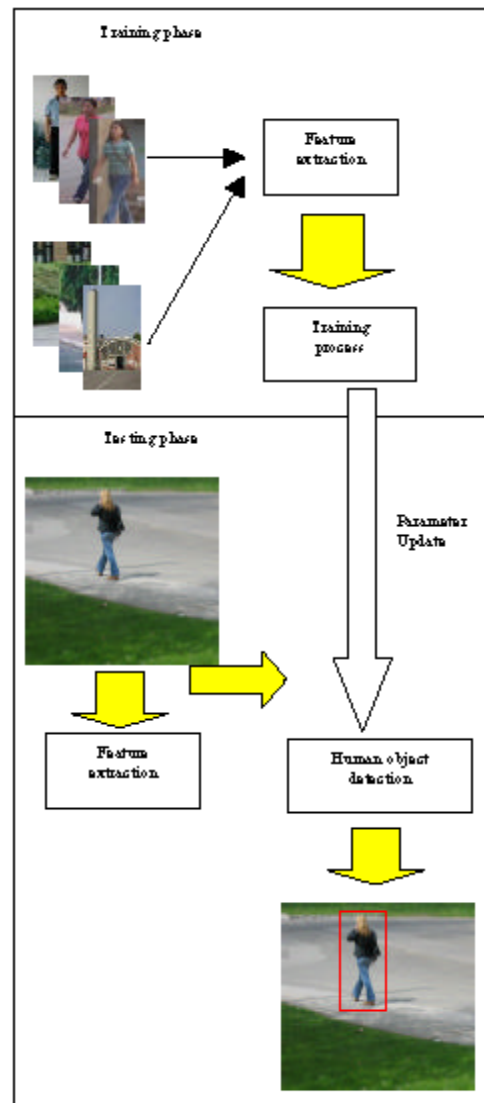 Training phase
Feature
extraction
Training
process
Testing phase
Parameter
Update
Feature
extraction
Human object
detection